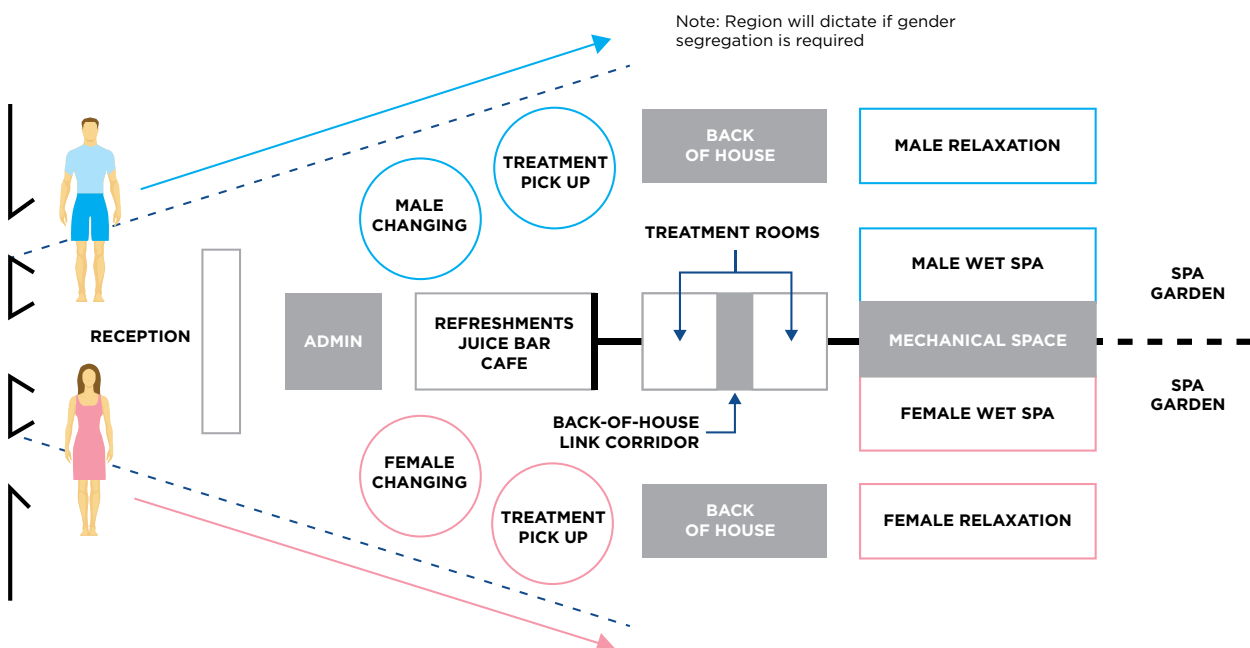 Note: Region will dictate if gender
segregation is required
BACK
OF HOUSE
MALE RELAXATION
TREATMENT
PICK UP
MALE
CHANGING
TREATMENT ROOMS
MALE WET SPA
SPA
GARDEN
RECEPTION
ADMIN
REFRESHMENTS
JUICE BAR
CAFE
MECHANICAL SPACE
SPA
GARDEN
FEMALE WET SPA
BACK-OF-HOUSE
LINK CORRIDOR
FEMALE
CHANGING
TREATMENT
PICK UP
BACK
OF HOUSE
FEMALE RELAXATION